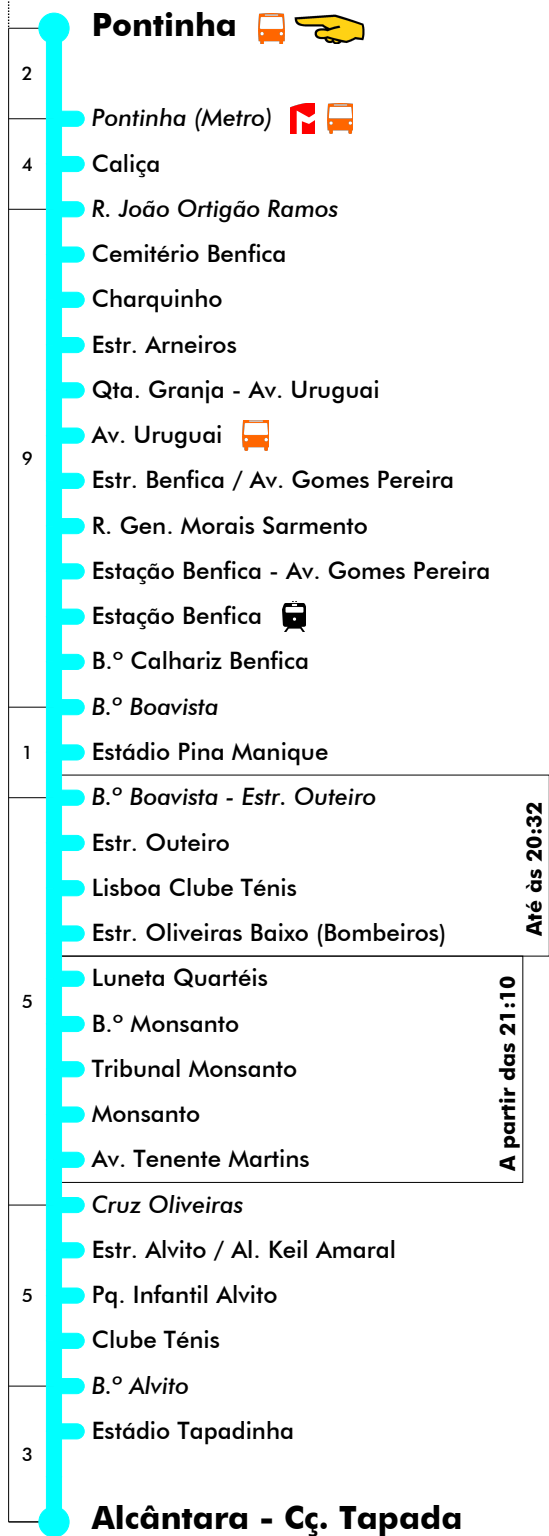 Pontinha
2
Pontinha (Metro)
4
Caliça
R. João Ortigão Ramos
Cemitério Benfica
Charquinho
Estr. Arneiros
Qta. Granja - Av. Uruguai
Av. Uruguai
9
Estr. Benfica / Av. Gomes Pereira
R. Gen. Morais Sarmento
Estação Benfica - Av. Gomes Pereira
Estação Benfica
B.º Calhariz Benfica
B.º Boavista
1
Estádio Pina Manique
B.º Boavista - Estr. Outeiro
Estr. Outeiro
Lisboa Clube Ténis
Estr. Oliveiras Baixo (Bombeiros)
Até às 20:32
Luneta Quartéis
5
B.º Monsanto
Tribunal Monsanto
Monsanto
Av. Tenente Martins
A partir das 21:10
Cruz Oliveiras
Estr. Alvito / Al. Keil Amaral
5
Pq. Infantil Alvito
Clube Ténis
B.º Alvito
Estádio Tapadinha
3
Alcântara - Cç. Tapada